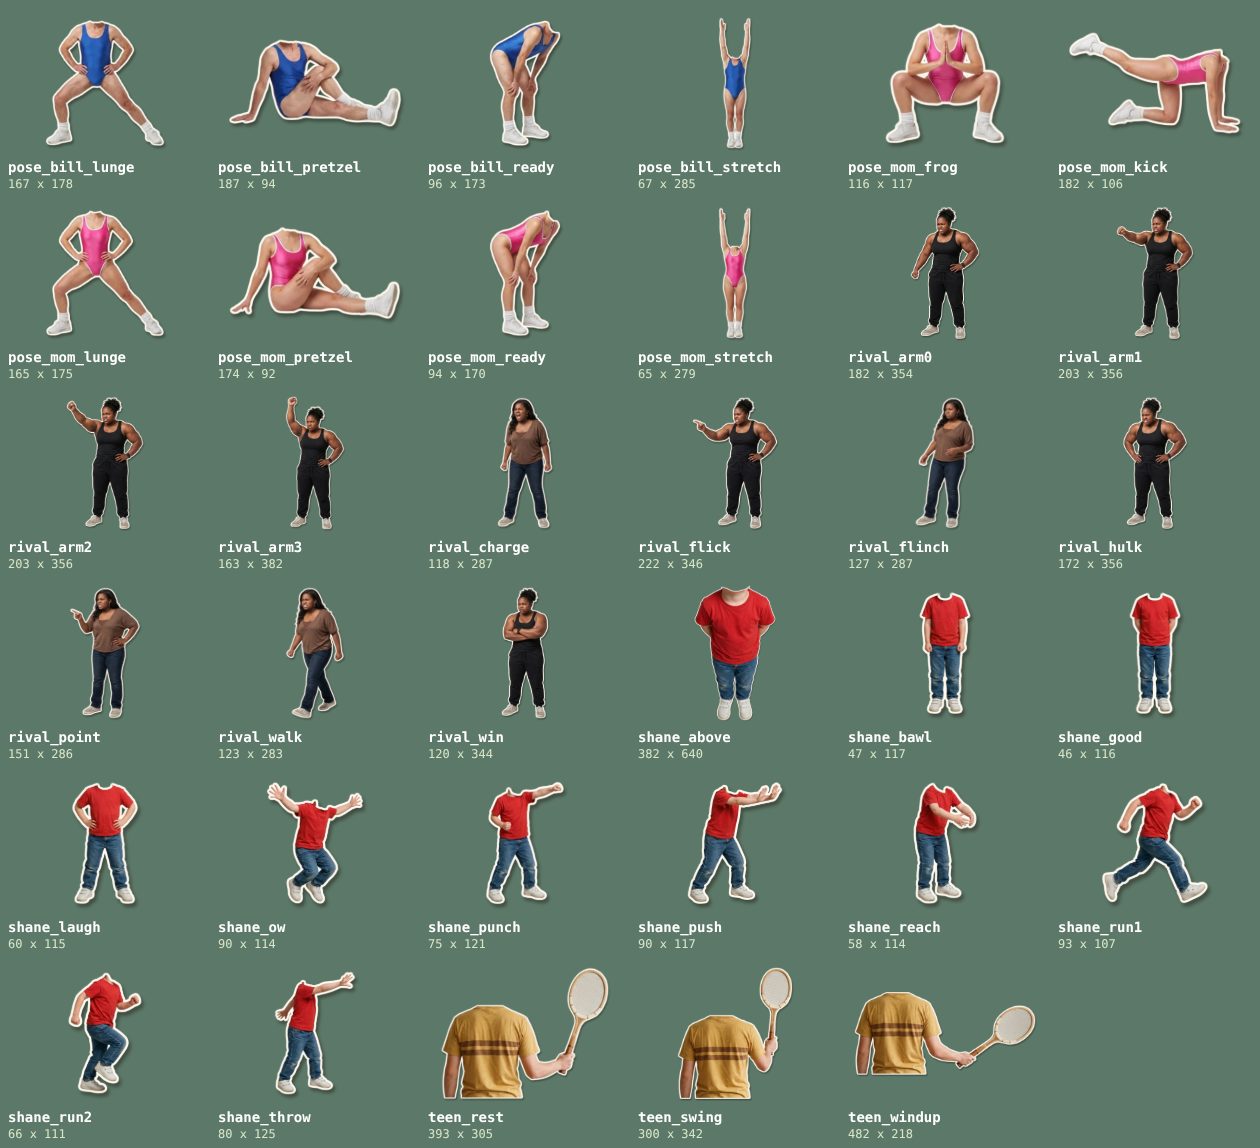 pose_bill_lunge
167 x 178
pose_bill_pretzel
187 x 94
pose_bill_ready
96 x 173
pose_bill_stretch
67 x 285
pose_mom_frog
116 x 117
pose_mom_kick
182 x 106
pose_mom_lunge
165 x 175
pose_mom_pretzel
174 x 92
pose_mom_ready
94 x 170
pose_mom_stretch
65 x 279
rival_arm0
182 x 354
rival_arm1
203 x 356
rival_arm2
203 x 356
rival_arm3
163 x 382
rival_charge
118 x 287
rival_flick
222 x 346
rival_flinch
127 x 287
rival_hulk
172 x 356
rival_point
151 x 286
rival_walk
123 x 283
rival_win
120 x 344
shane_above
382 x 640
shane_bawl
47 x 117
shane_good
46 x 116
shane_laugh
60 x 115
shane_ow
90 x 114
shane_punch
75 x 121
shane_push
90 x 117
shane_reach
58 x 114
shane_run1
93 x 107
shane_run2
66 x 111
shane_throw
80 x 125
teen_rest
393 x 305
teen_swing
300 x 342
teen_windup
482 x 218